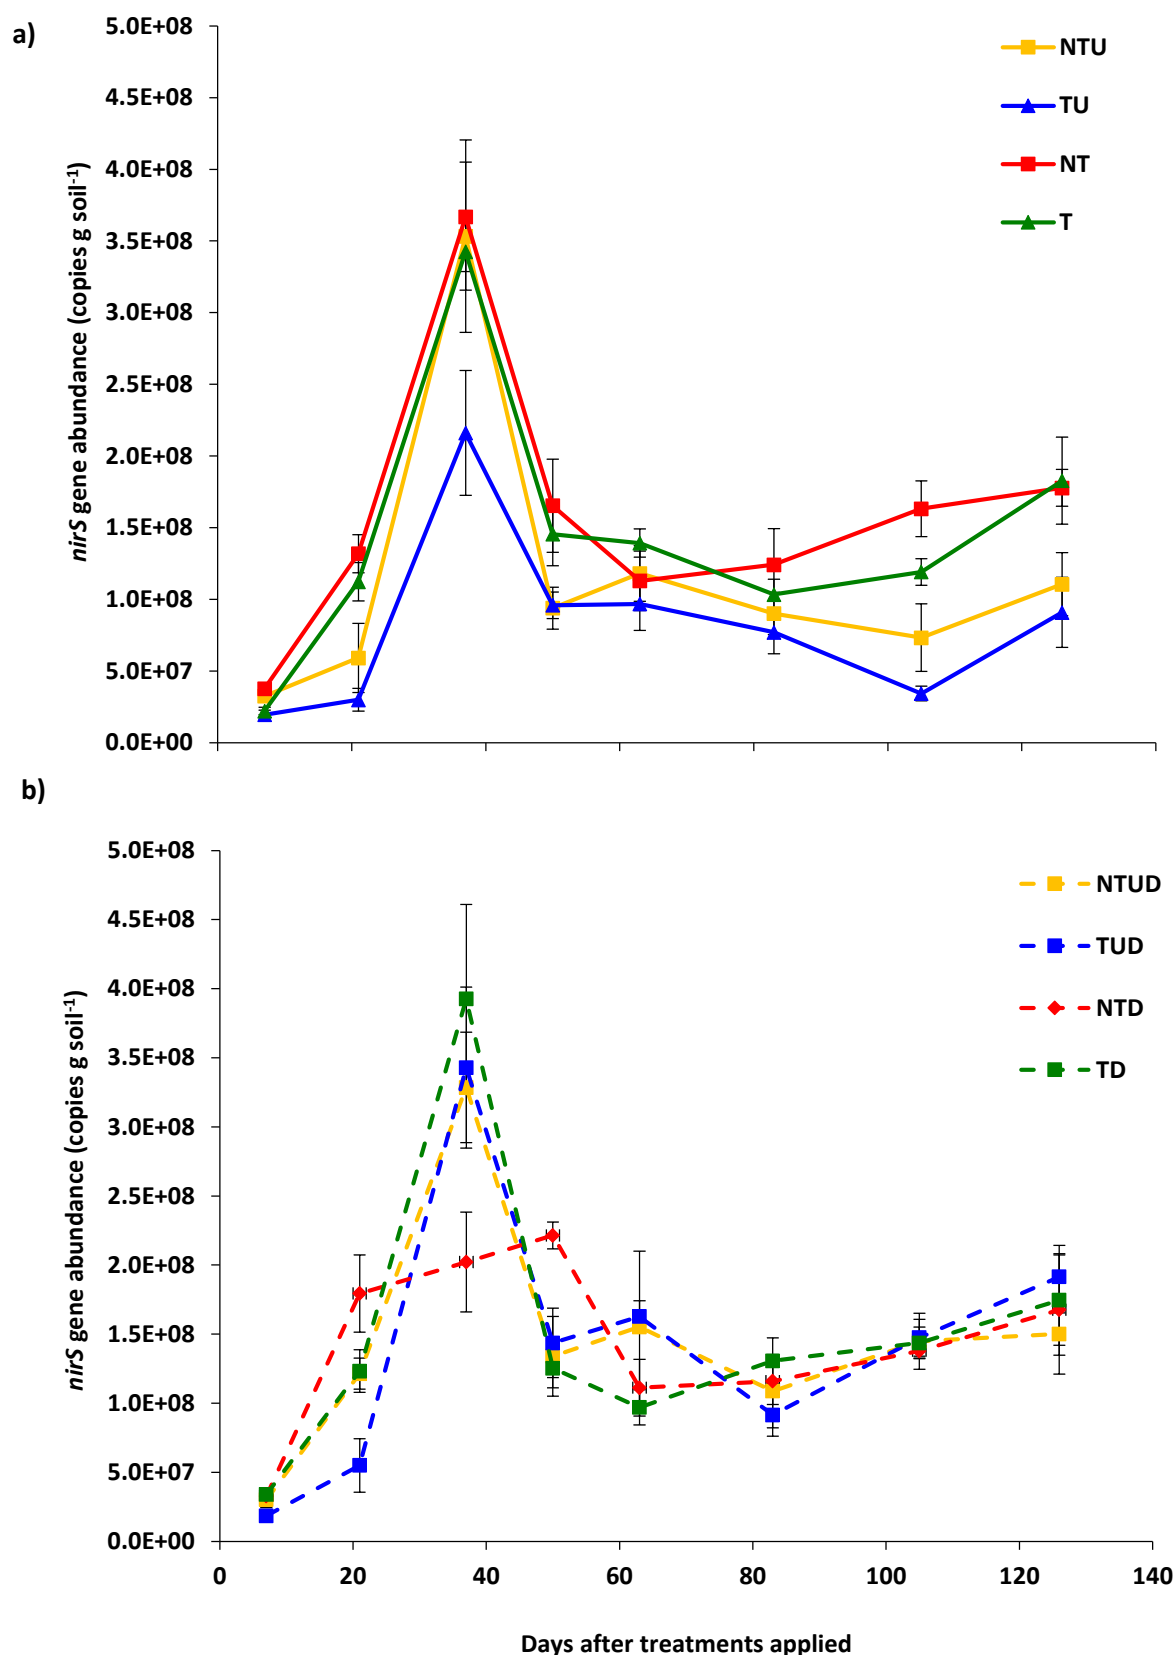 a)
nirS gene abundance (copies g soil-1)
5.0E+08
4.5E+08
4.0E+08
3.5E+08
3.0E+08
2.5E+08
2.0E+08
1.5E+08
1.0E+08
5.0E+07
0.0E+00
NTU
TU
NT
T
b)
nirS gene abundance (copies g soil-1)
5.0E+08
4.5E+08
4.0E+08
3.5E+08
3.0E+08
2.5E+08
2.0E+08
1.5E+08
1.0E+08
5.0E+07
0.0E+00
NTUD
TUD
NTD
TD
0 20 40 60 80 100 120 140
Days after treatments applied